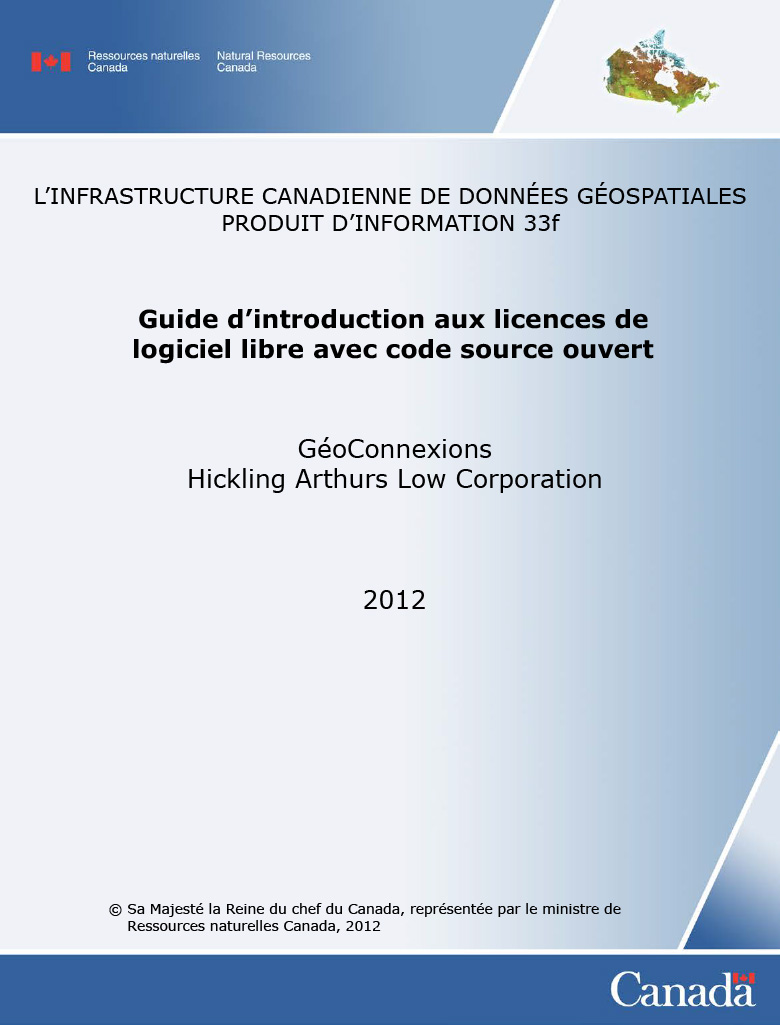 Ressources naturelles Canada
Natural Resources Canada
L’INFRASTRUCTURE CANADIENNE DE DONNÉES GÉOSPATIALES
PRODUIT D’INFORMATION 33f
Guide d’introduction aux licences de
logiciel libre avec code source ouvert
GéoConnexions
Hickling Arthurs Low Corporation
2012
© Sa Majesté la Reine du chef du Canada, représentée par le ministre de
Ressources naturelles Canada, 2012
Canada